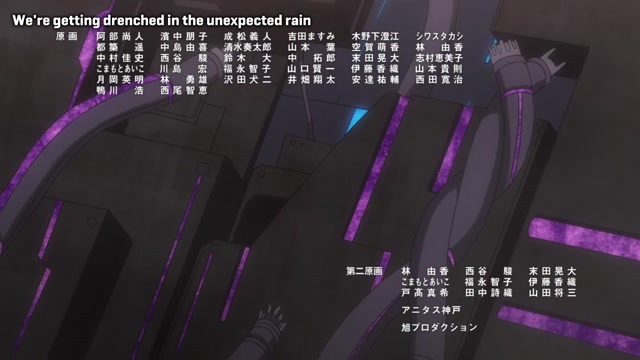 We're getting drenched in the unexpected rain
原画 阿部尚人 濱中朋子 成松義人 吉田ますみ 木野下澄江 シワスタカシ
都築遥 中島由喜 清水奏太郎 山本葉 空賀萌香 林由香
中村佳史 西谷駿 鈴木大 中拓郎 末田晃大 志村恵美子
こまもとあいこ 川島宏 福永智子 山口賢一 伊藤香織 山本貴則
月岡英明 林勇雄 沢田犬二 井畑翔太 安達祐輔 西田寛治
鴨川浩 西尾智恵
第二原画 林由香 西谷駿 末田晃大
こまもとあいこ 福永智子 伊藤香織
戸髙真希 田中詩織 山田将三
アニタス神戸
旭プロダクション